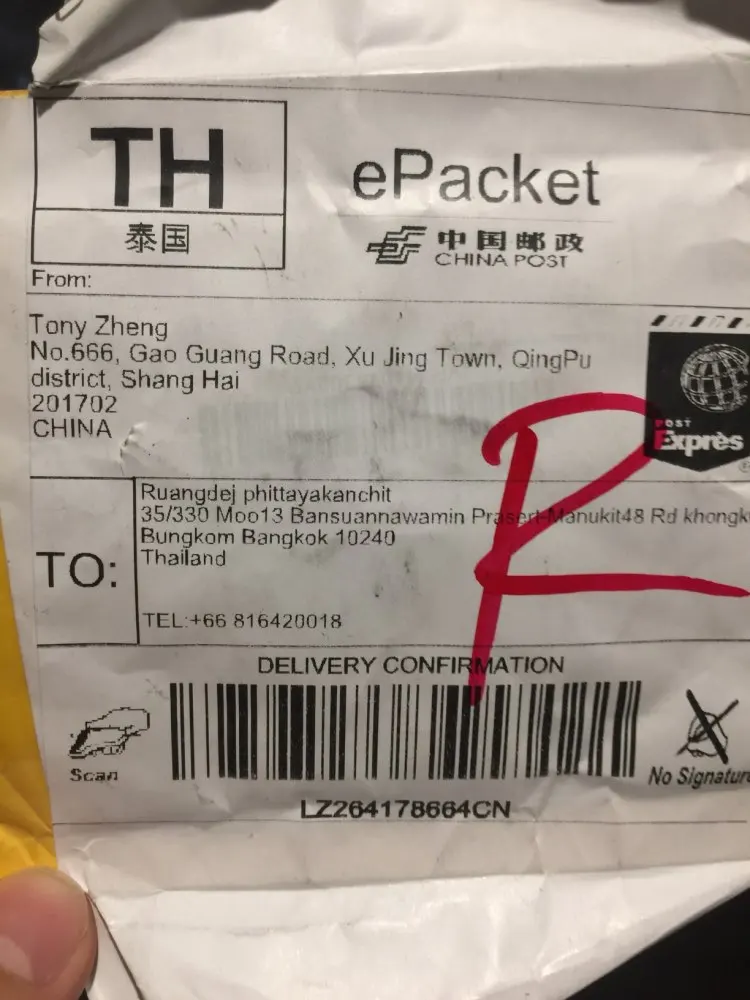 TH
泰国
ePacket
中国邮政
CHINA POST
From:
Tony Zheng
No.666, Gao Guang Road, Xu Jing Town, QingPu
district, Shang Hai
201702
CHINA
POST
Exprès
R
TO:
Ruangdej phittayakanchit
35/330 Moo13 Bansuannawamin Prasert-Manukit48 Rd
Bungkom Bangkok 10240
Thailand
TEL:+66 816420018
DELIVERY CONFIRMATION
Scan
No Signature
LZ264178664CN